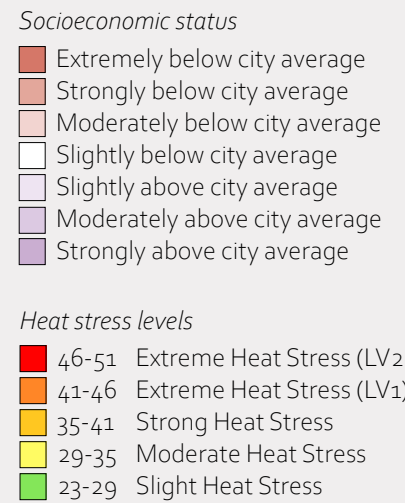 Socioeconomic status
Extremely below city average
Strongly below city average
Moderately below city average
Slightly below city average
Slightly above city average
Moderately above city average
Strongly above city average
Heat stress levels
46-51 Extreme Heat Stress (LV2
41-46 Extreme Heat Stress (LV1)
35-41 Strong Heat Stress
29-35 Moderate Heat Stress
23-29 Slight Heat Stress